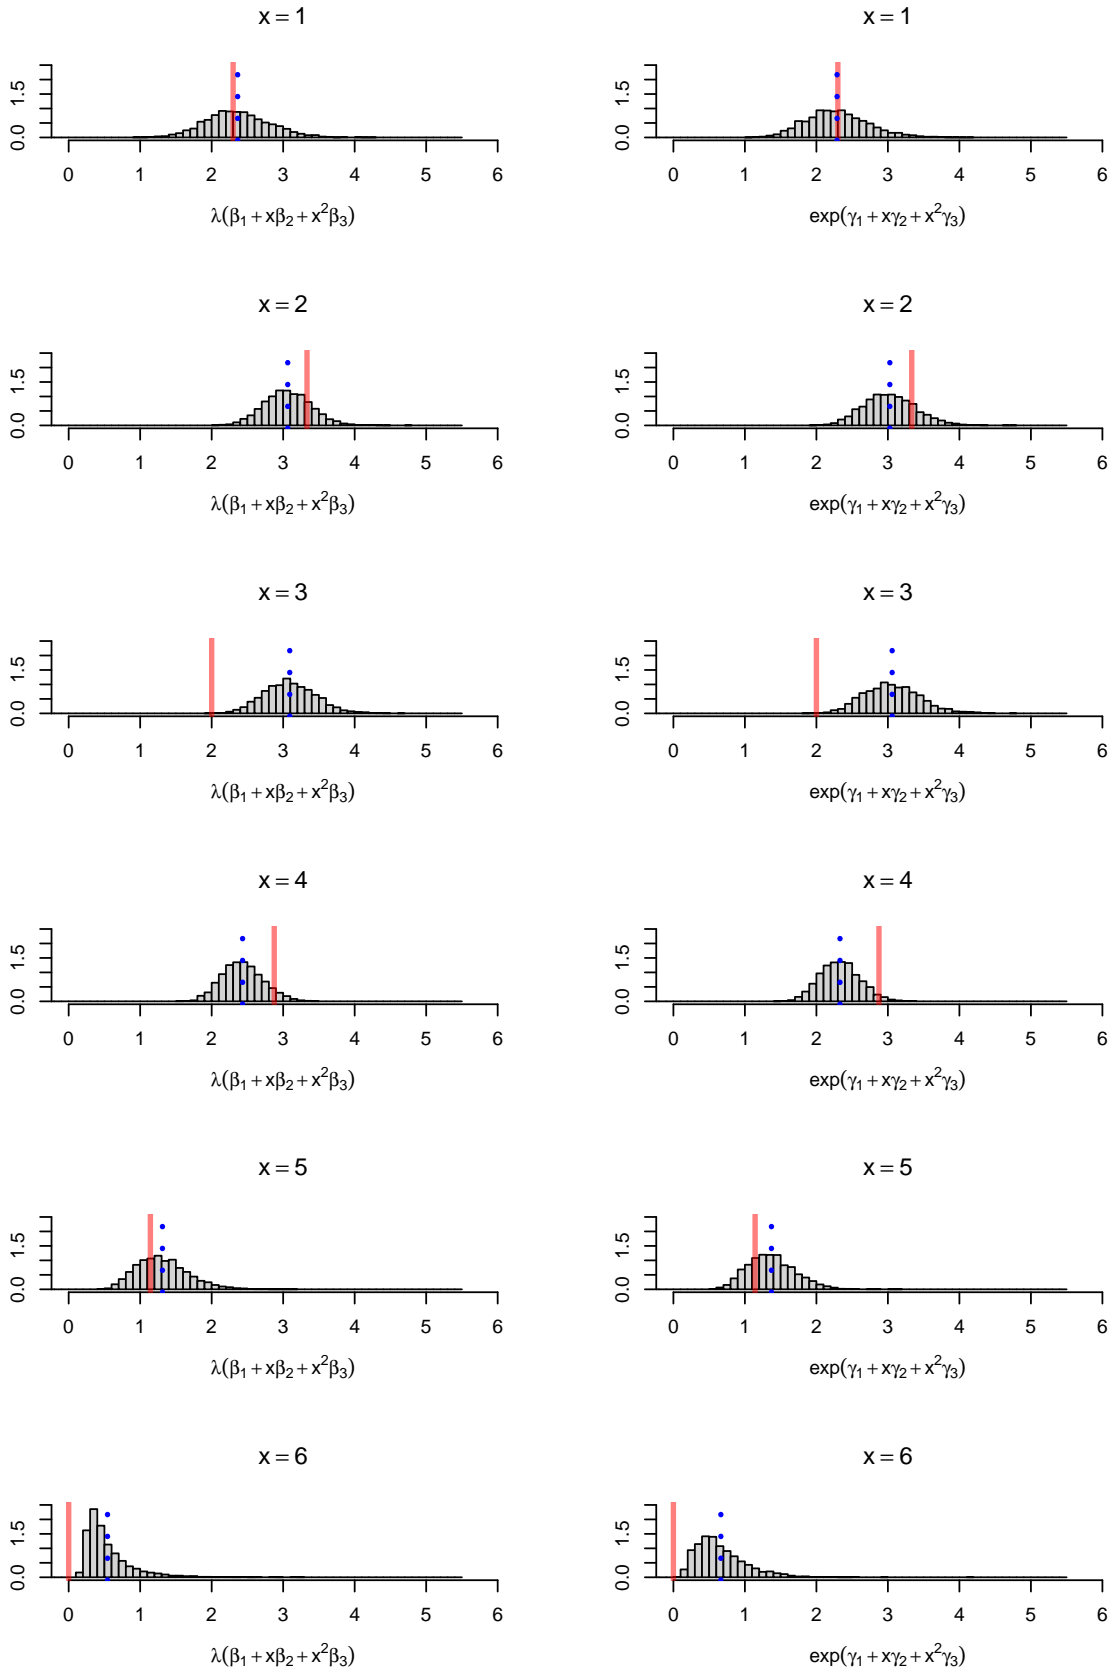 x = 1 x = 1
0.0 1.5 0.0 1.5
0 1 2 3 4 5 6 0 1 2 3 4 5 6
λ(β₁ + xβ₂ + x²β₃) exp(γ₁ + xγ₂ + x²γ₃)
x = 2 x = 2
0.0 1.5 0.0 1.5
0 1 2 3 4 5 6 0 1 2 3 4 5 6
λ(β₁ + xβ₂ + x²β₃) exp(γ₁ + xγ₂ + x²γ₃)
x = 3 x = 3
0.0 1.5 0.0 1.5
0 1 2 3 4 5 6 0 1 2 3 4 5 6
λ(β₁ + xβ₂ + x²β₃) exp(γ₁ + xγ₂ + x²γ₃)
x = 4 x = 4
0.0 1.5 0.0 1.5
0 1 2 3 4 5 6 0 1 2 3 4 5 6
λ(β₁ + xβ₂ + x²β₃) exp(γ₁ + xγ₂ + x²γ₃)
x = 5 x = 5
0.0 1.5 0.0 1.5
0 1 2 3 4 5 6 0 1 2 3 4 5 6
λ(β₁ + xβ₂ + x²β₃) exp(γ₁ + xγ₂ + x²γ₃)
x = 6 x = 6
0.0 1.5 0.0 1.5
0 1 2 3 4 5 6 0 1 2 3 4 5 6
λ(β₁ + xβ₂ + x²β₃) exp(γ₁ + xγ₂ + x²γ₃)